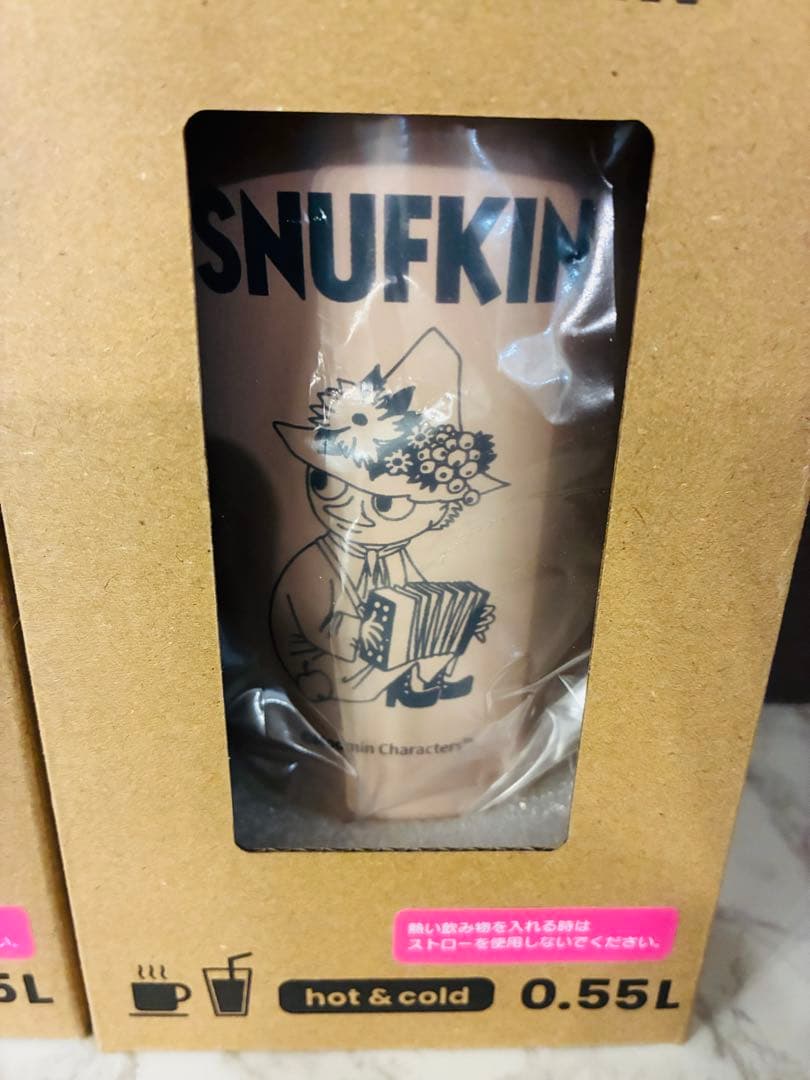 SNUFKIN
Characters™
熱い飲み物を入れる時は
ストローを使用しないでください。
hot & cold
0.55L
5L